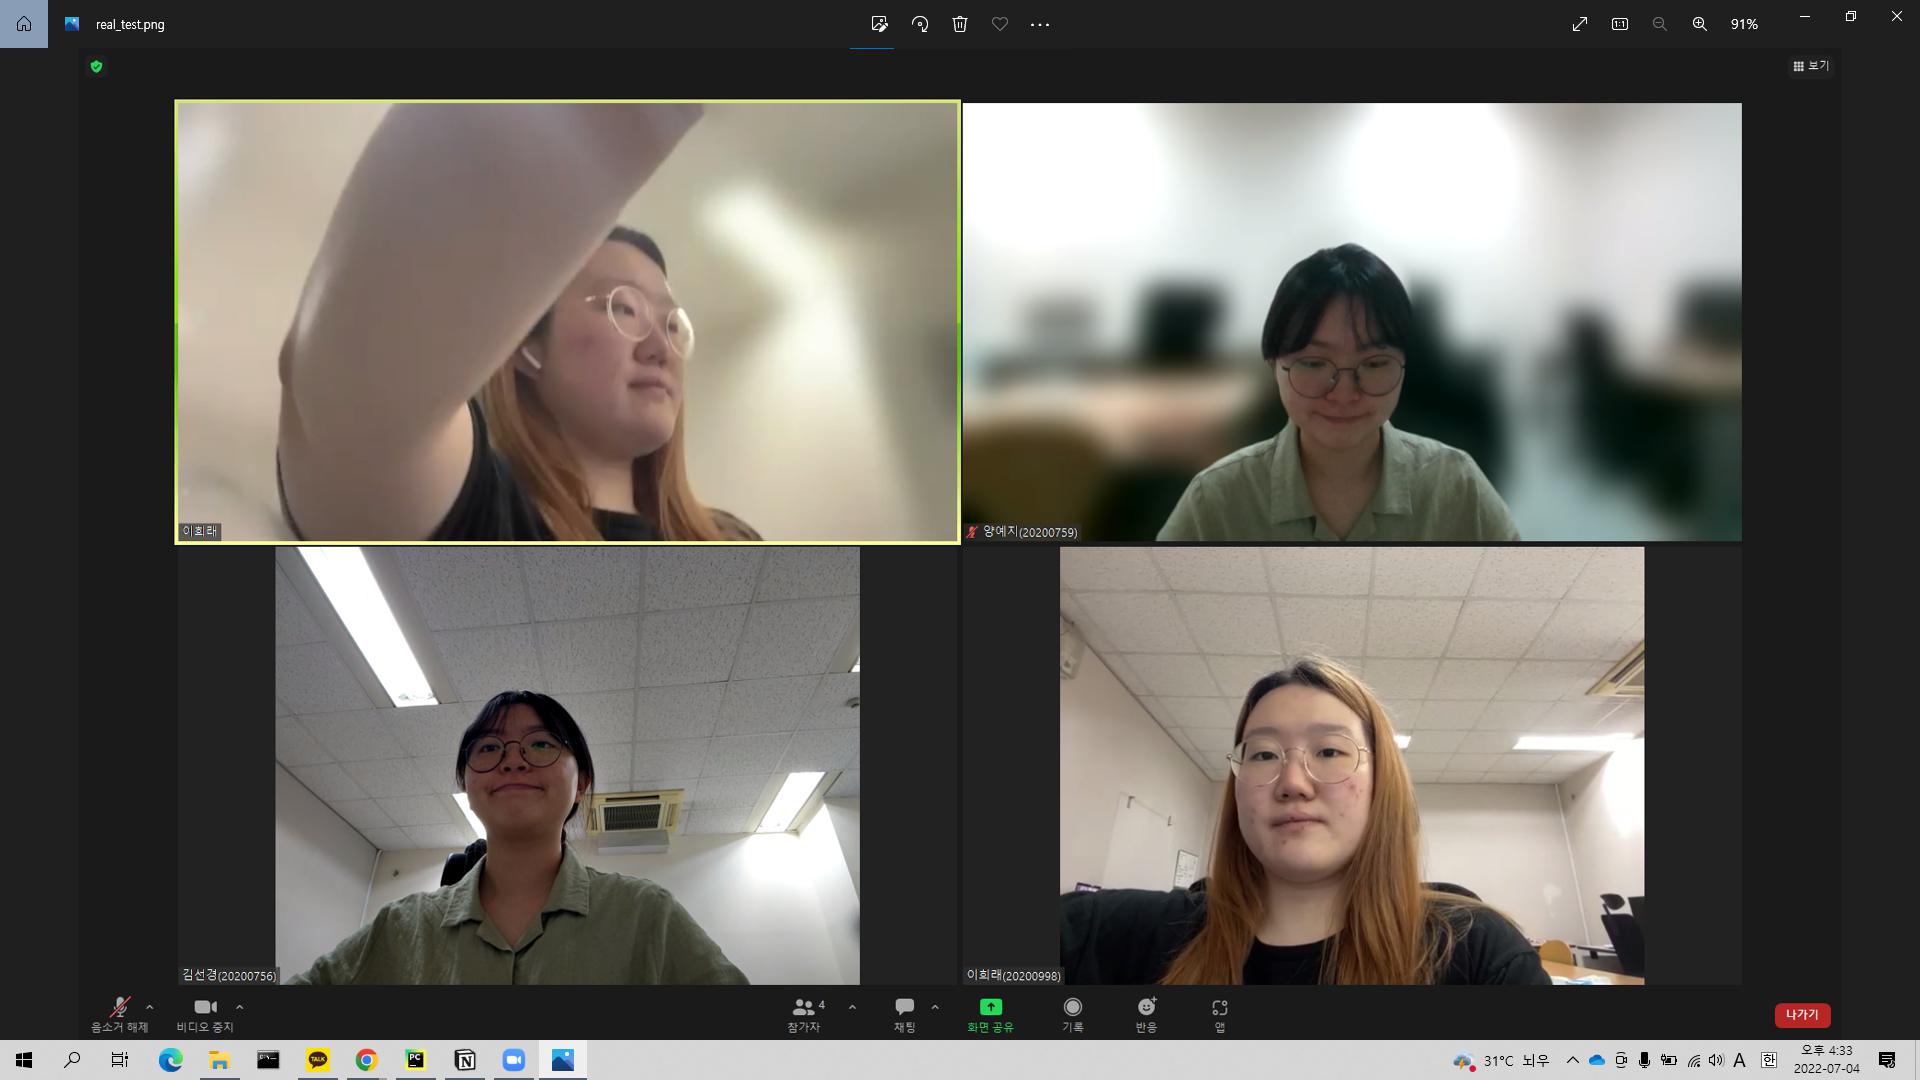 real_test.png
91%
보기
이희래
양예지(20200759)
김선경(20200756)
이희래(20200998)
음소거 해제
비디오 중지
4
참가자
채팅
화면 공유
기록
반응
앱
나가기
TALK
PC
N
31°C 뇌우
A
한
오후 4:33
2022-07-04